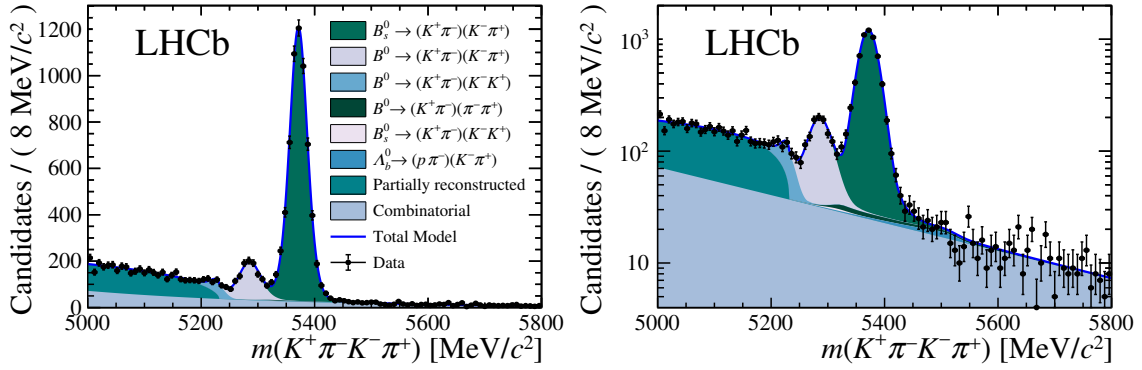 LHCb
Candidates / ( 8 MeV/c²)
1200
1000
800
600
400
200
0
5000 5200 5400 5600 5800
m(K⁺π⁻K⁻π⁺) [MeV/c²]
B⁰ₛ → (K⁺π⁻)(K⁻π⁺)
B⁰ → (K⁺π⁻)(K⁻π⁺)
B⁰ → (K⁺π⁻)(K⁻K⁺)
B⁰ → (K⁺π⁻)(π⁻π⁺)
B⁰ₛ → (K⁺π⁻)(K⁻K⁺)
Λ⁰b → (p π⁻)(K⁻π⁺)
Partially reconstructed
Combinatorial
Total Model
Data
LHCb
Candidates / ( 8 MeV/c²)
10³
10²
10
5000 5200 5400 5600 5800
m(K⁺π⁻K⁻π⁺) [MeV/c²]